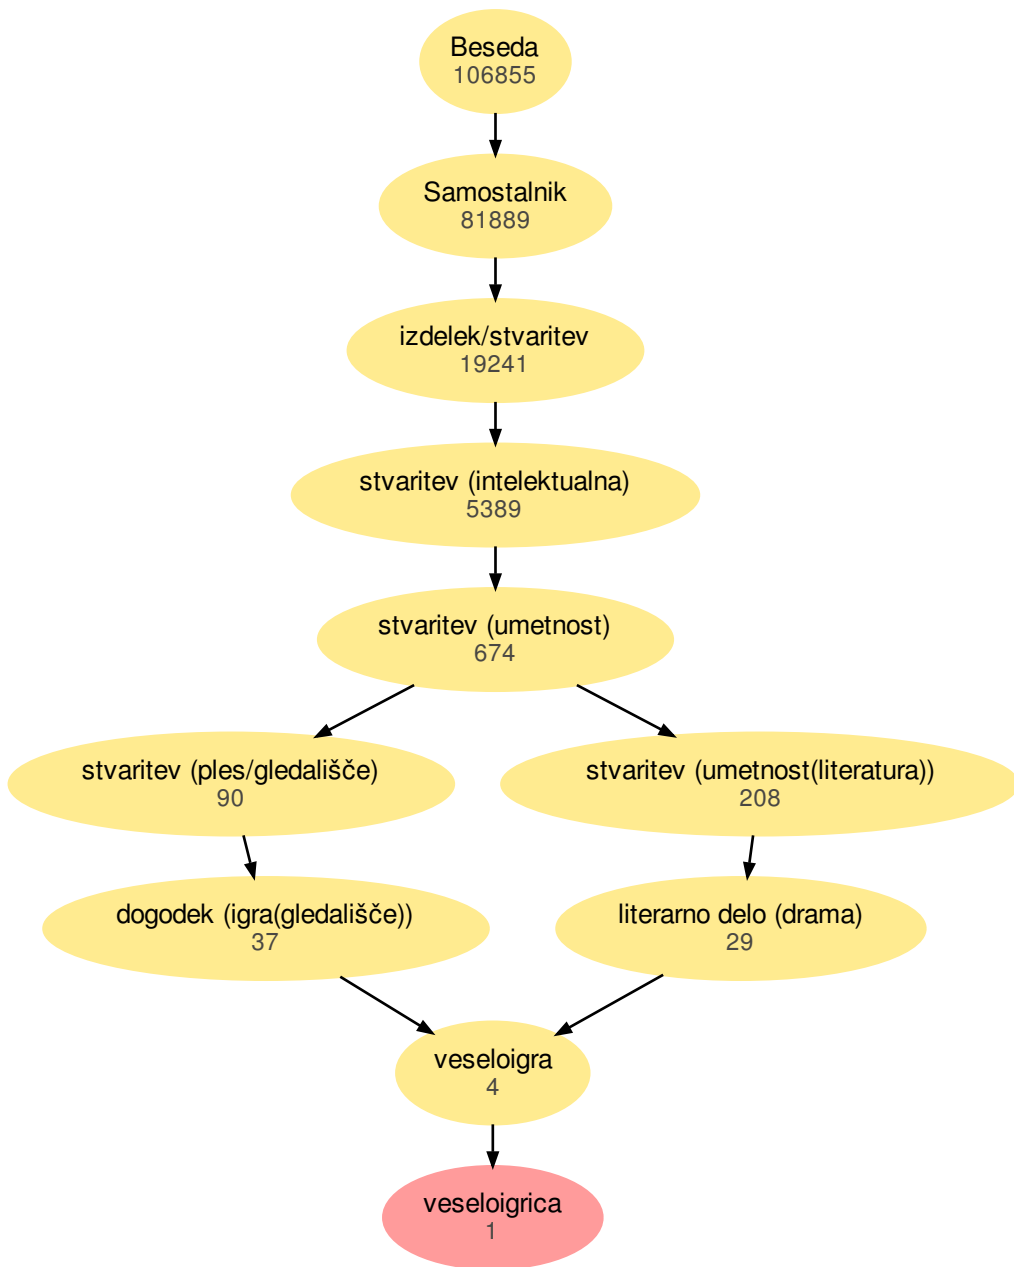 Beseda
106855
Samostalnik
81889
izdelek/stvaritev
19241
stvaritev (intelektualna)
5389
stvaritev (umetnost)
674
stvaritev (ples/gledališče)
90
stvaritev (umetnost(literatura))
208
dogodek (igra(gledališče))
37
literarno delo (drama)
29
veseloigra
4
veseloigrica
1